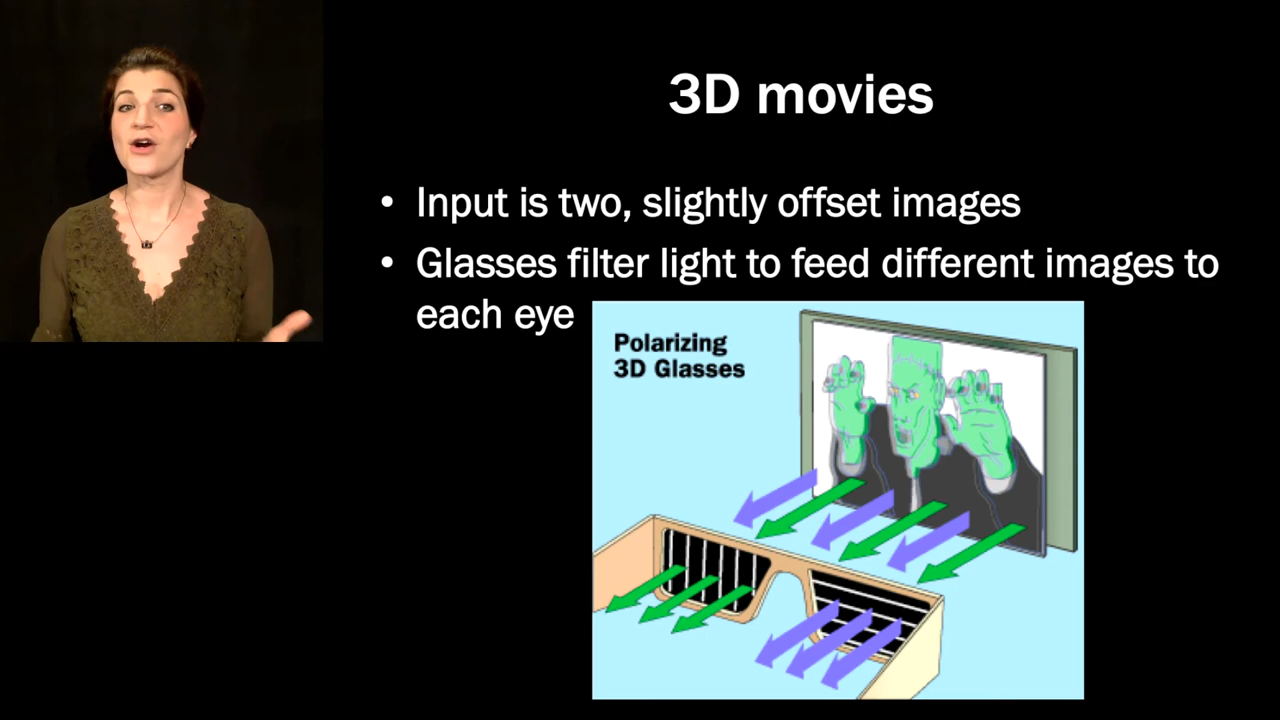 3D movies
• Input is two, slightly offset images
• Glasses filter light to feed different images to
each eye
Polarizing
3D Glasses